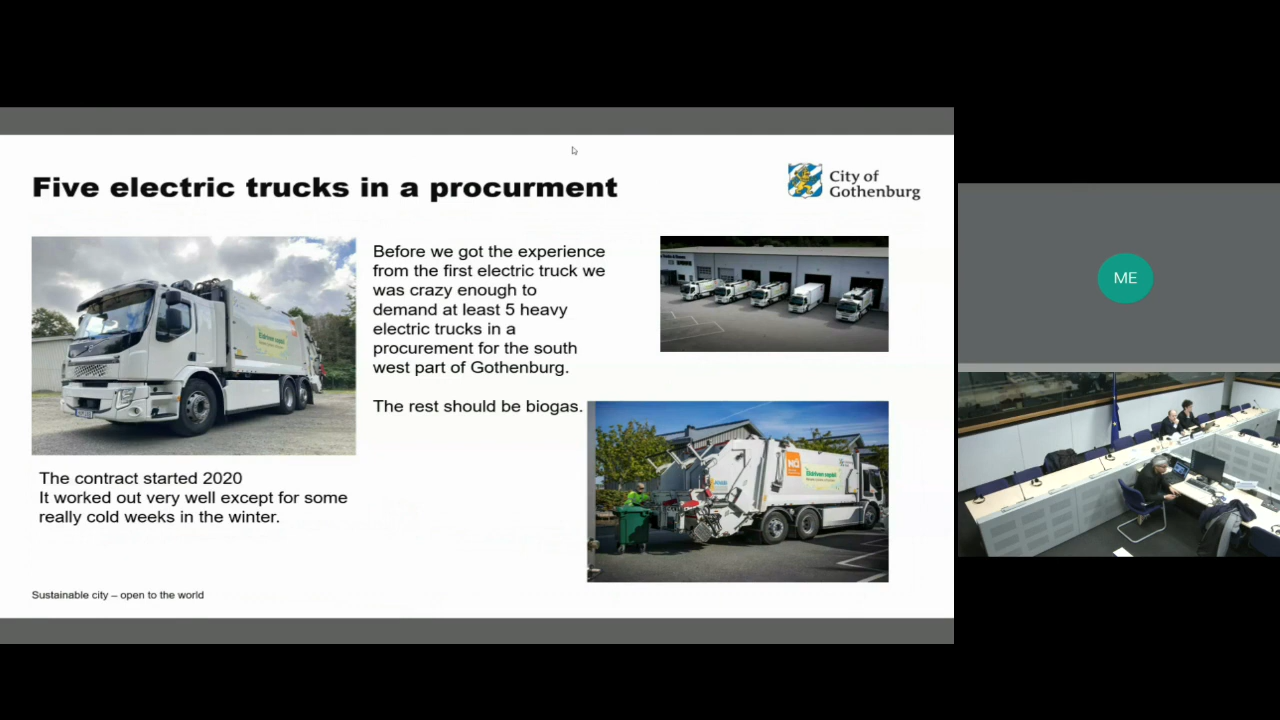 Five electric trucks in a procurment
City of
Gothenburg
Before we got the experience
from the first electric truck we
was crazy enough to
demand at least 5 heavy
electric trucks in a
procurement for the south
west part of Gothenburg.
The rest should be biogas.
The contract started 2020
It worked out very well except for some
really cold weeks in the winter.
Sustainable city – open to the world
ME